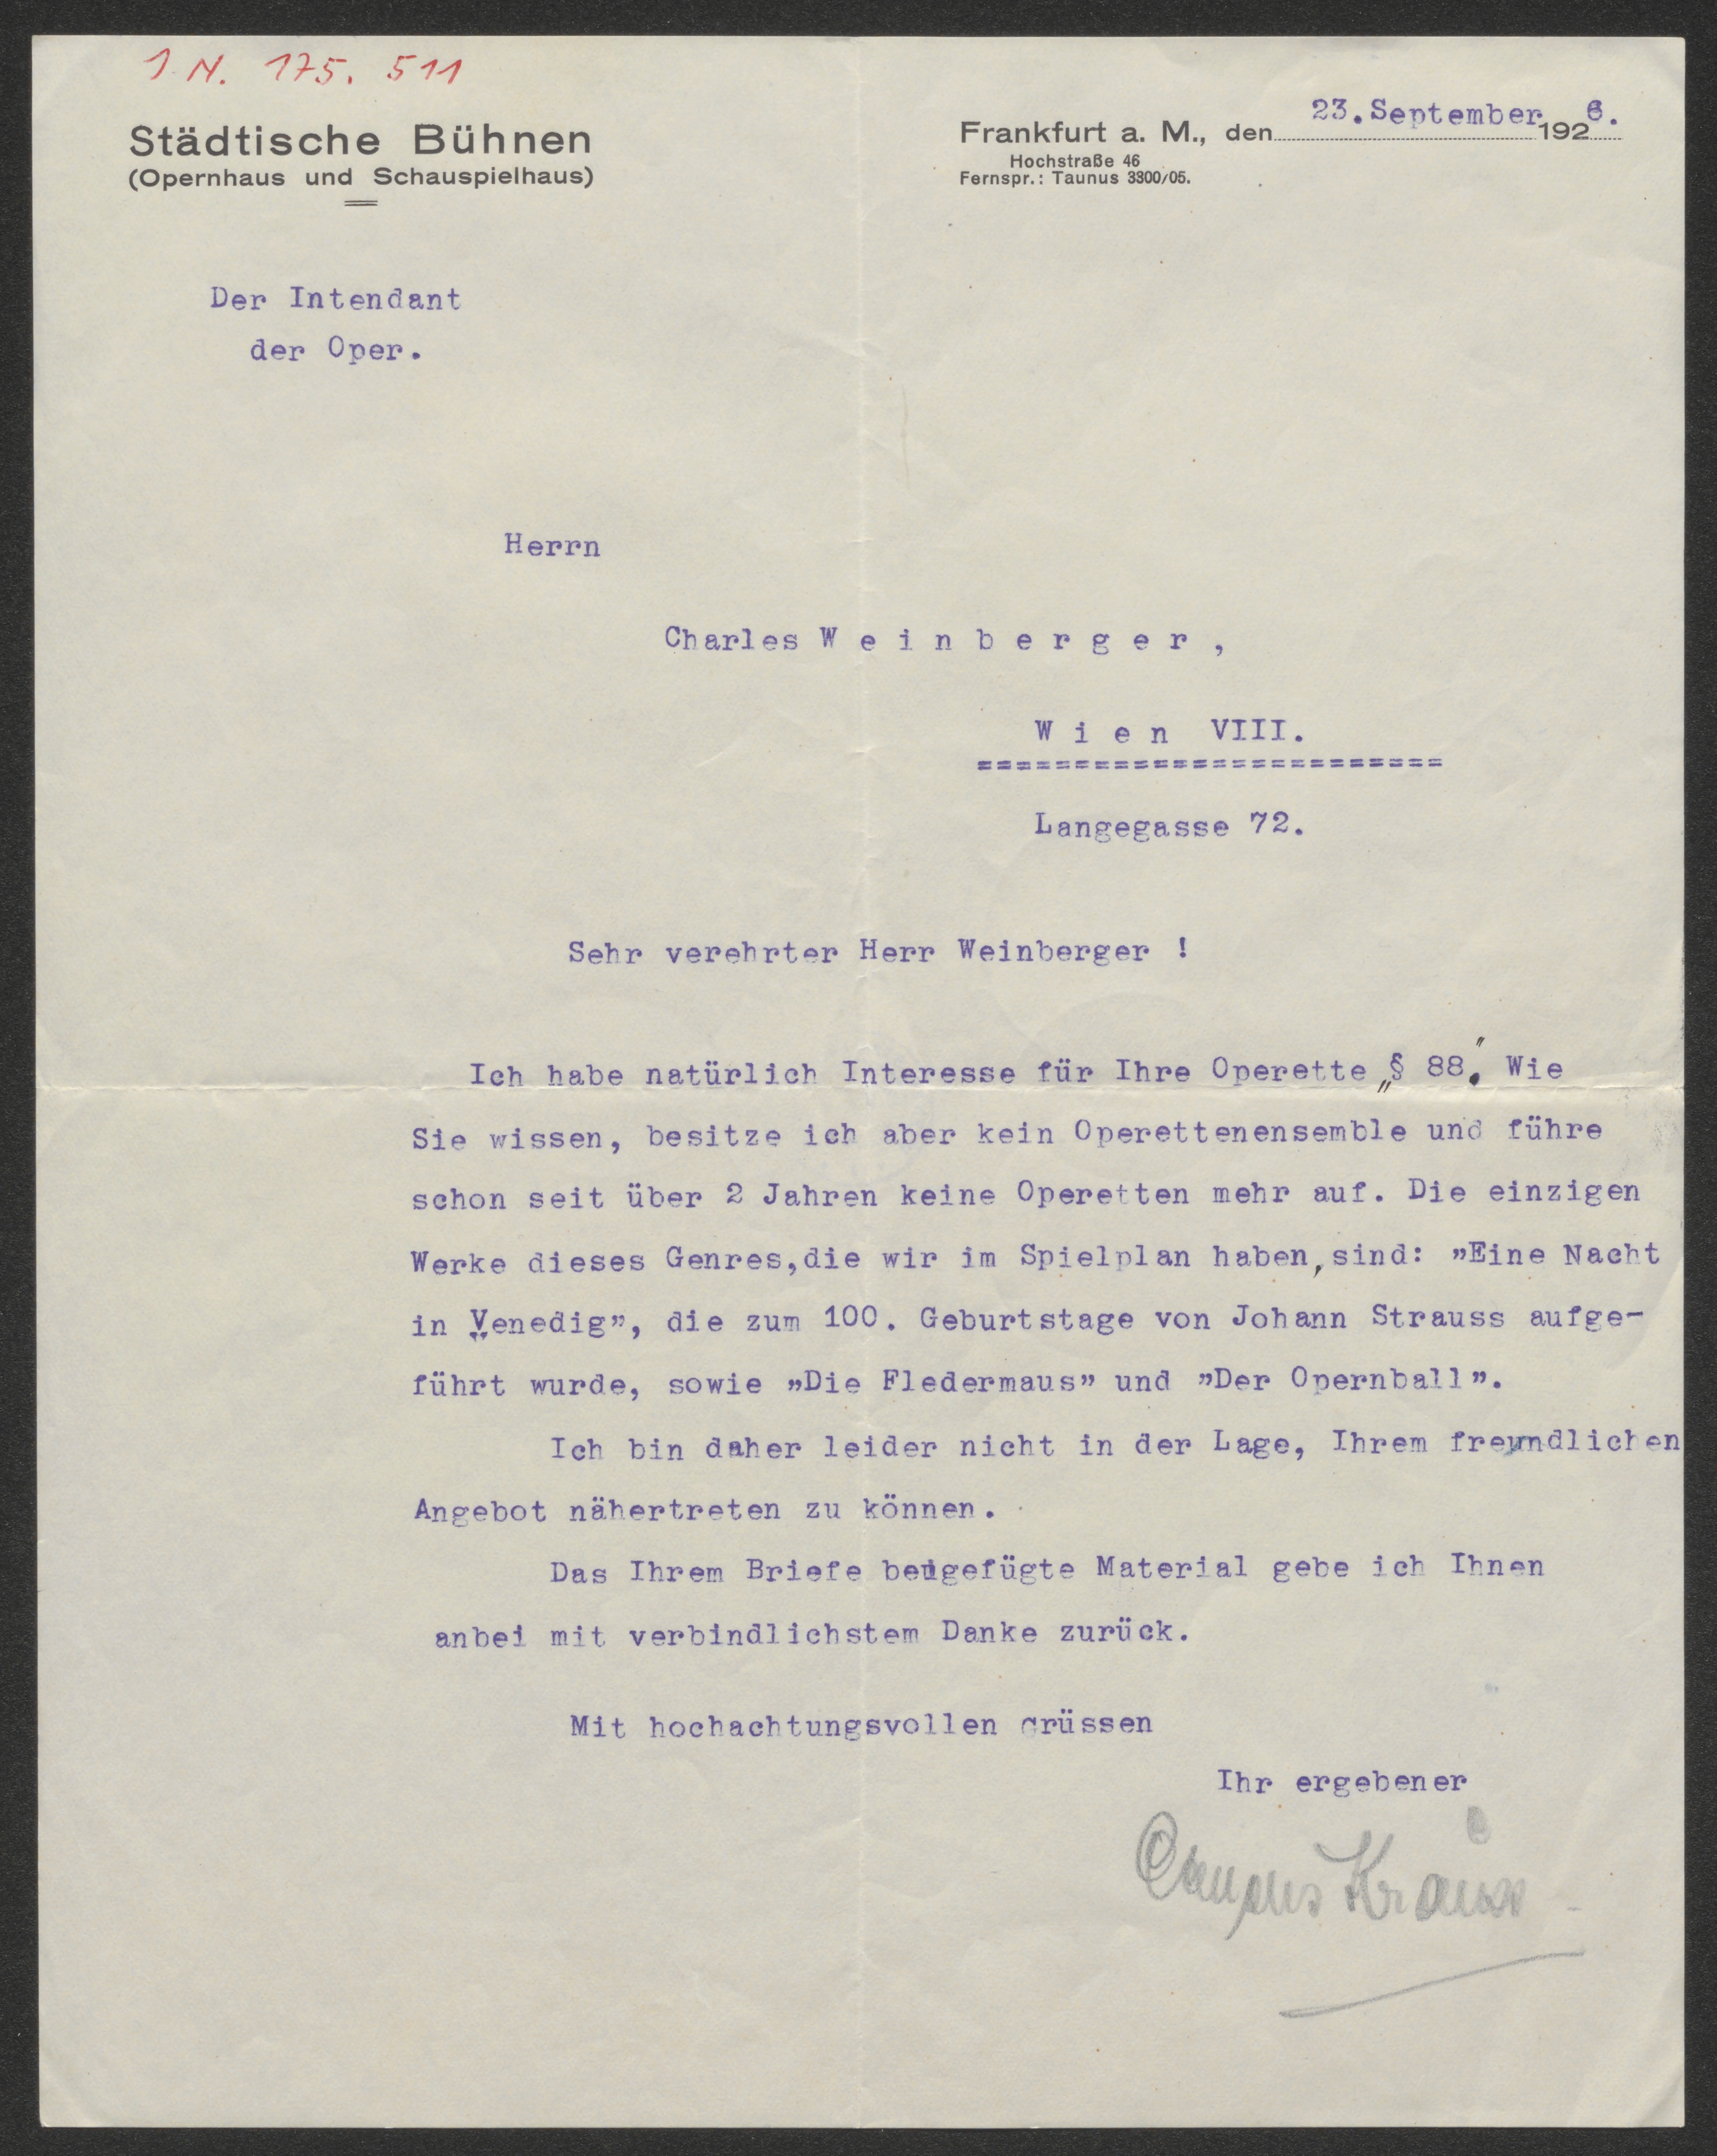 1 N. 175. 511
Städtische Bühnen
(Opernhaus und Schauspielhaus)
Frankfurt a. M., den 23. September 1926.
Hochstraße 46
Fernspr.: Taunus 3300/05.
Der Intendant
der Oper.
Herrn
Charles W e i n b e r g e r ,
W i e n VIII.
========================
Langegasse 72.
Sehr verehrter Herr Weinberger !
Ich habe natürlich Interesse für Ihre Operette „§ 88". Wie
Sie wissen, besitze ich aber kein Operettenensemble und führe
schon seit über 2 Jahren keine Operetten mehr auf. Die einzigen
Werke dieses Genres,die wir im Spielplan haben, sind: "Eine Nacht
in Venedig", die zum 100. Geburtstage von Johann Strauss aufge-
führt wurde, sowie "Die Fledermaus" und "Der Opernball".
Ich bin daher leider nicht in der Lage, Ihrem freundlichen
Angebot nähertreten zu können.
Das Ihrem Briefe beigefügte Material gebe ich Ihnen
anbei mit verbindlichstem Danke zurück.
Mit hochachtungsvollen Grüssen
Ihr ergebener
Clemens Krauss